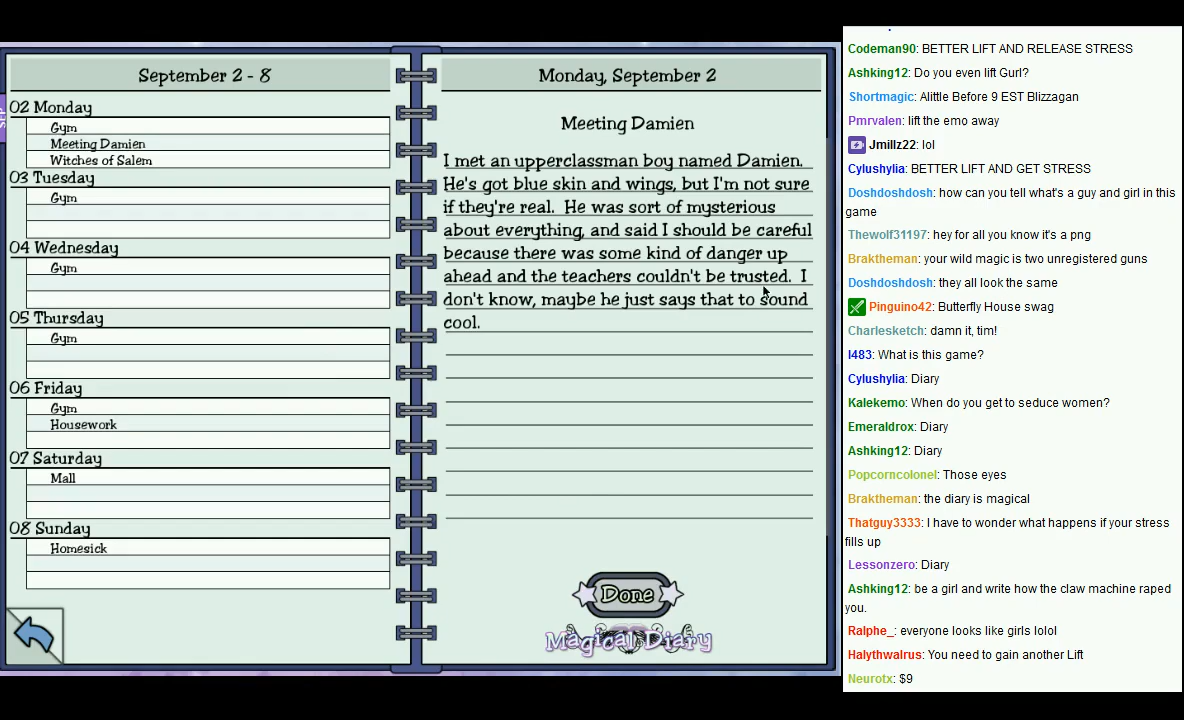 September 2 - 8
02 Monday
Gym
Meeting Damien
Witches of Salem
03 Tuesday
Gym
04 Wednesday
Gym
05 Thursday
Gym
06 Friday
Gym
Housework
07 Saturday
Mall
08 Sunday
Homesick
SEP
Monday, September 2
Meeting Damien
I met an upperclassman boy named Damien.
He's got blue skin and wings, but I'm not sure
if they're real. He was sort of mysterious
about everything, and said I should be careful
because there was some kind of danger up
ahead and the teachers couldn't be trusted. I
don't know, maybe he just says that to sound
cool.
Done
Magical Diary
Codeman90: BETTER LIFT AND RELEASE STRESS
Ashking12: Do you even lift Gurl?
Shortmagic: Alittle Before 9 EST Blizzagan
Pmrvalen: lift the emo away
Jmillz22: lol
Cylushylia: BETTER LIFT AND GET STRESS
Doshdoshdosh: how can you tell what's a guy and girl in this
game
Thewolf31197: hey for all you know it's a png
Braktheman: your wild magic is two unregistered guns
Doshdoshdosh: they all look the same
Pinguino42: Butterfly House swag
Charlesketch: damn it, tim!
I483: What is this game?
Cylushylia: Diary
Kalekemo: When do you get to seduce women?
Emeraldrox: Diary
Ashking12: Diary
Popcorncolonel: Those eyes
Braktheman: the diary is magical
Thatguy3333: I have to wonder what happens if your stress
fills up
Lessonzero: Diary
Ashking12: be a girl and write how the claw machine raped
you.
Ralphe_: everyone looks like girls lolol
Halythwalrus: You need to gain another Lift
Neurotx: $9